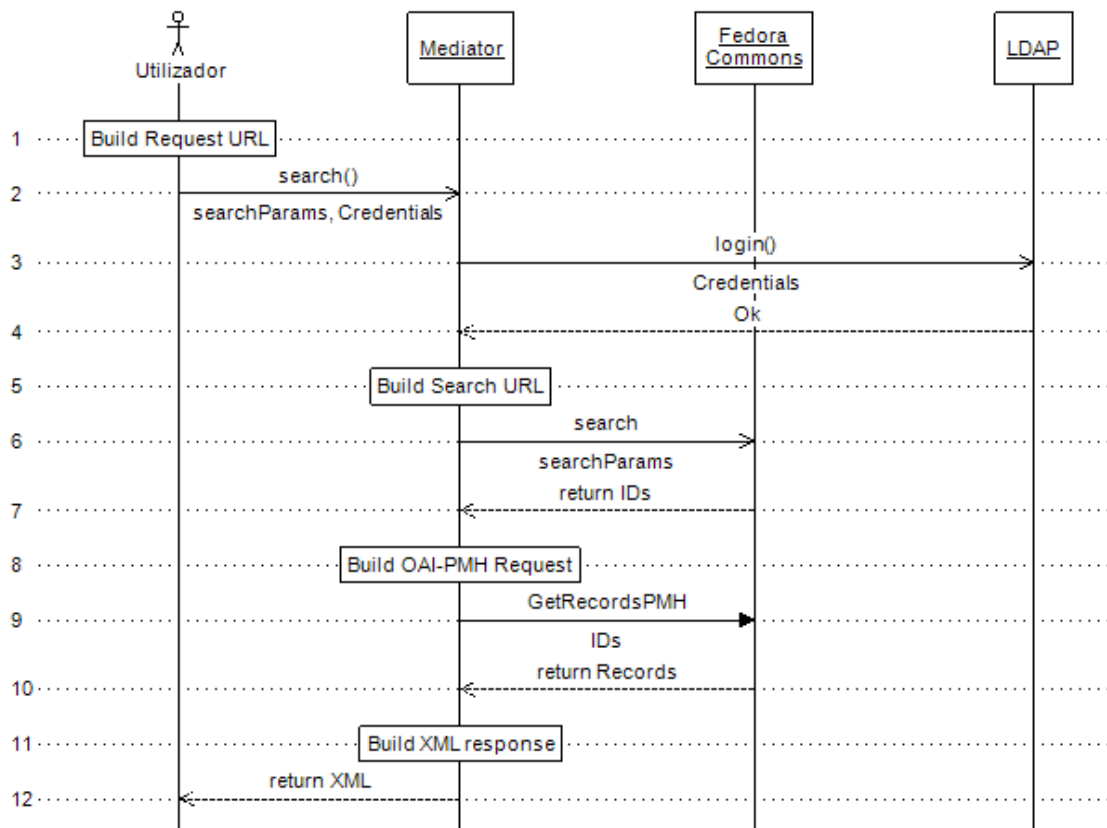 Utilizador
Mediator
Fedora
Commons
LDAP
1
Build Request URL
2
search()
searchParams, Credentials
3
login()
Credentials
4
Ok
5
Build Search URL
6
search
searchParams
7
return IDs
8
Build OAI-PMH Request
9
GetRecordsPMH
IDs
10
return Records
11
Build XML response
12
return XML